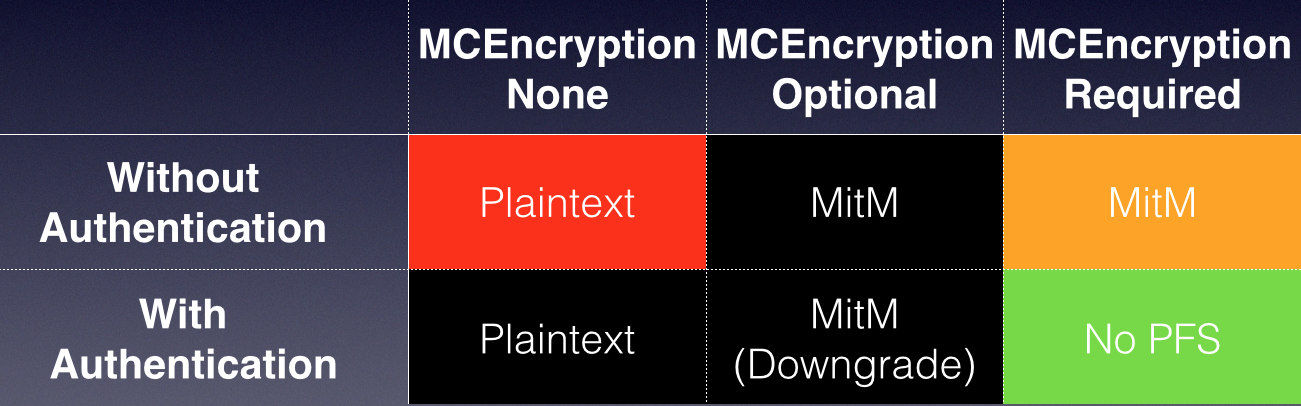 MCEncryption None
MCEncryption Optional
MCEncryption Required
Without Authentication
Plaintext
MitM
MitM
With Authentication
Plaintext
MitM (Downgrade)
No PFS